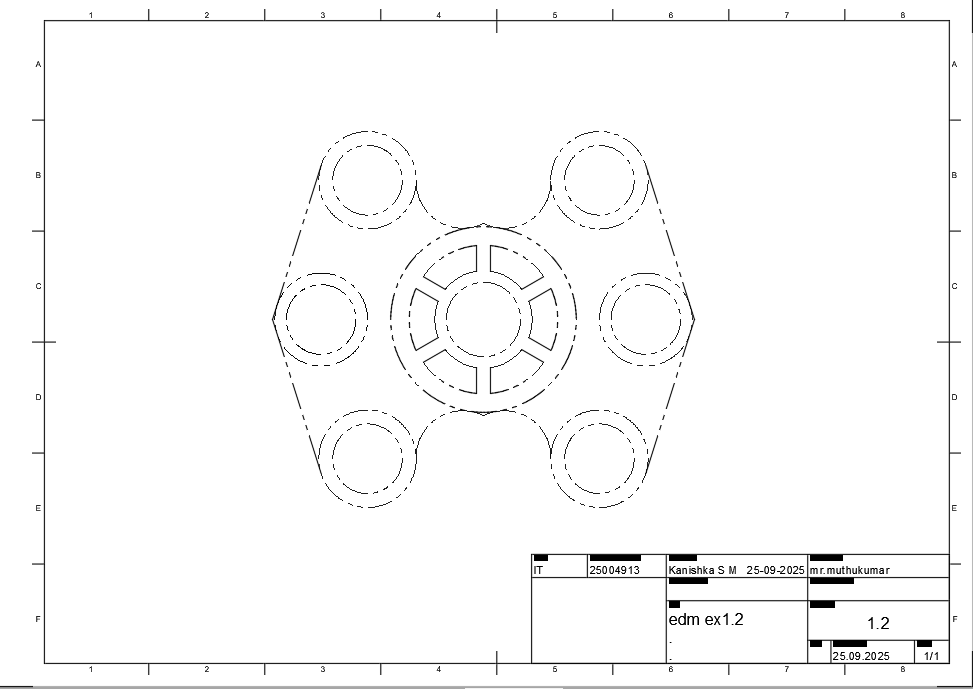 1 2 3 4 5 6 7 8
A A
B B
C C
D D
E E
F F
IT 25004913 Kanishka S M 25-09-2025 mr.muthukumar
edm ex1.2
1.2
25.09.2025 1/1
1 2 3 4 5 6 7 8